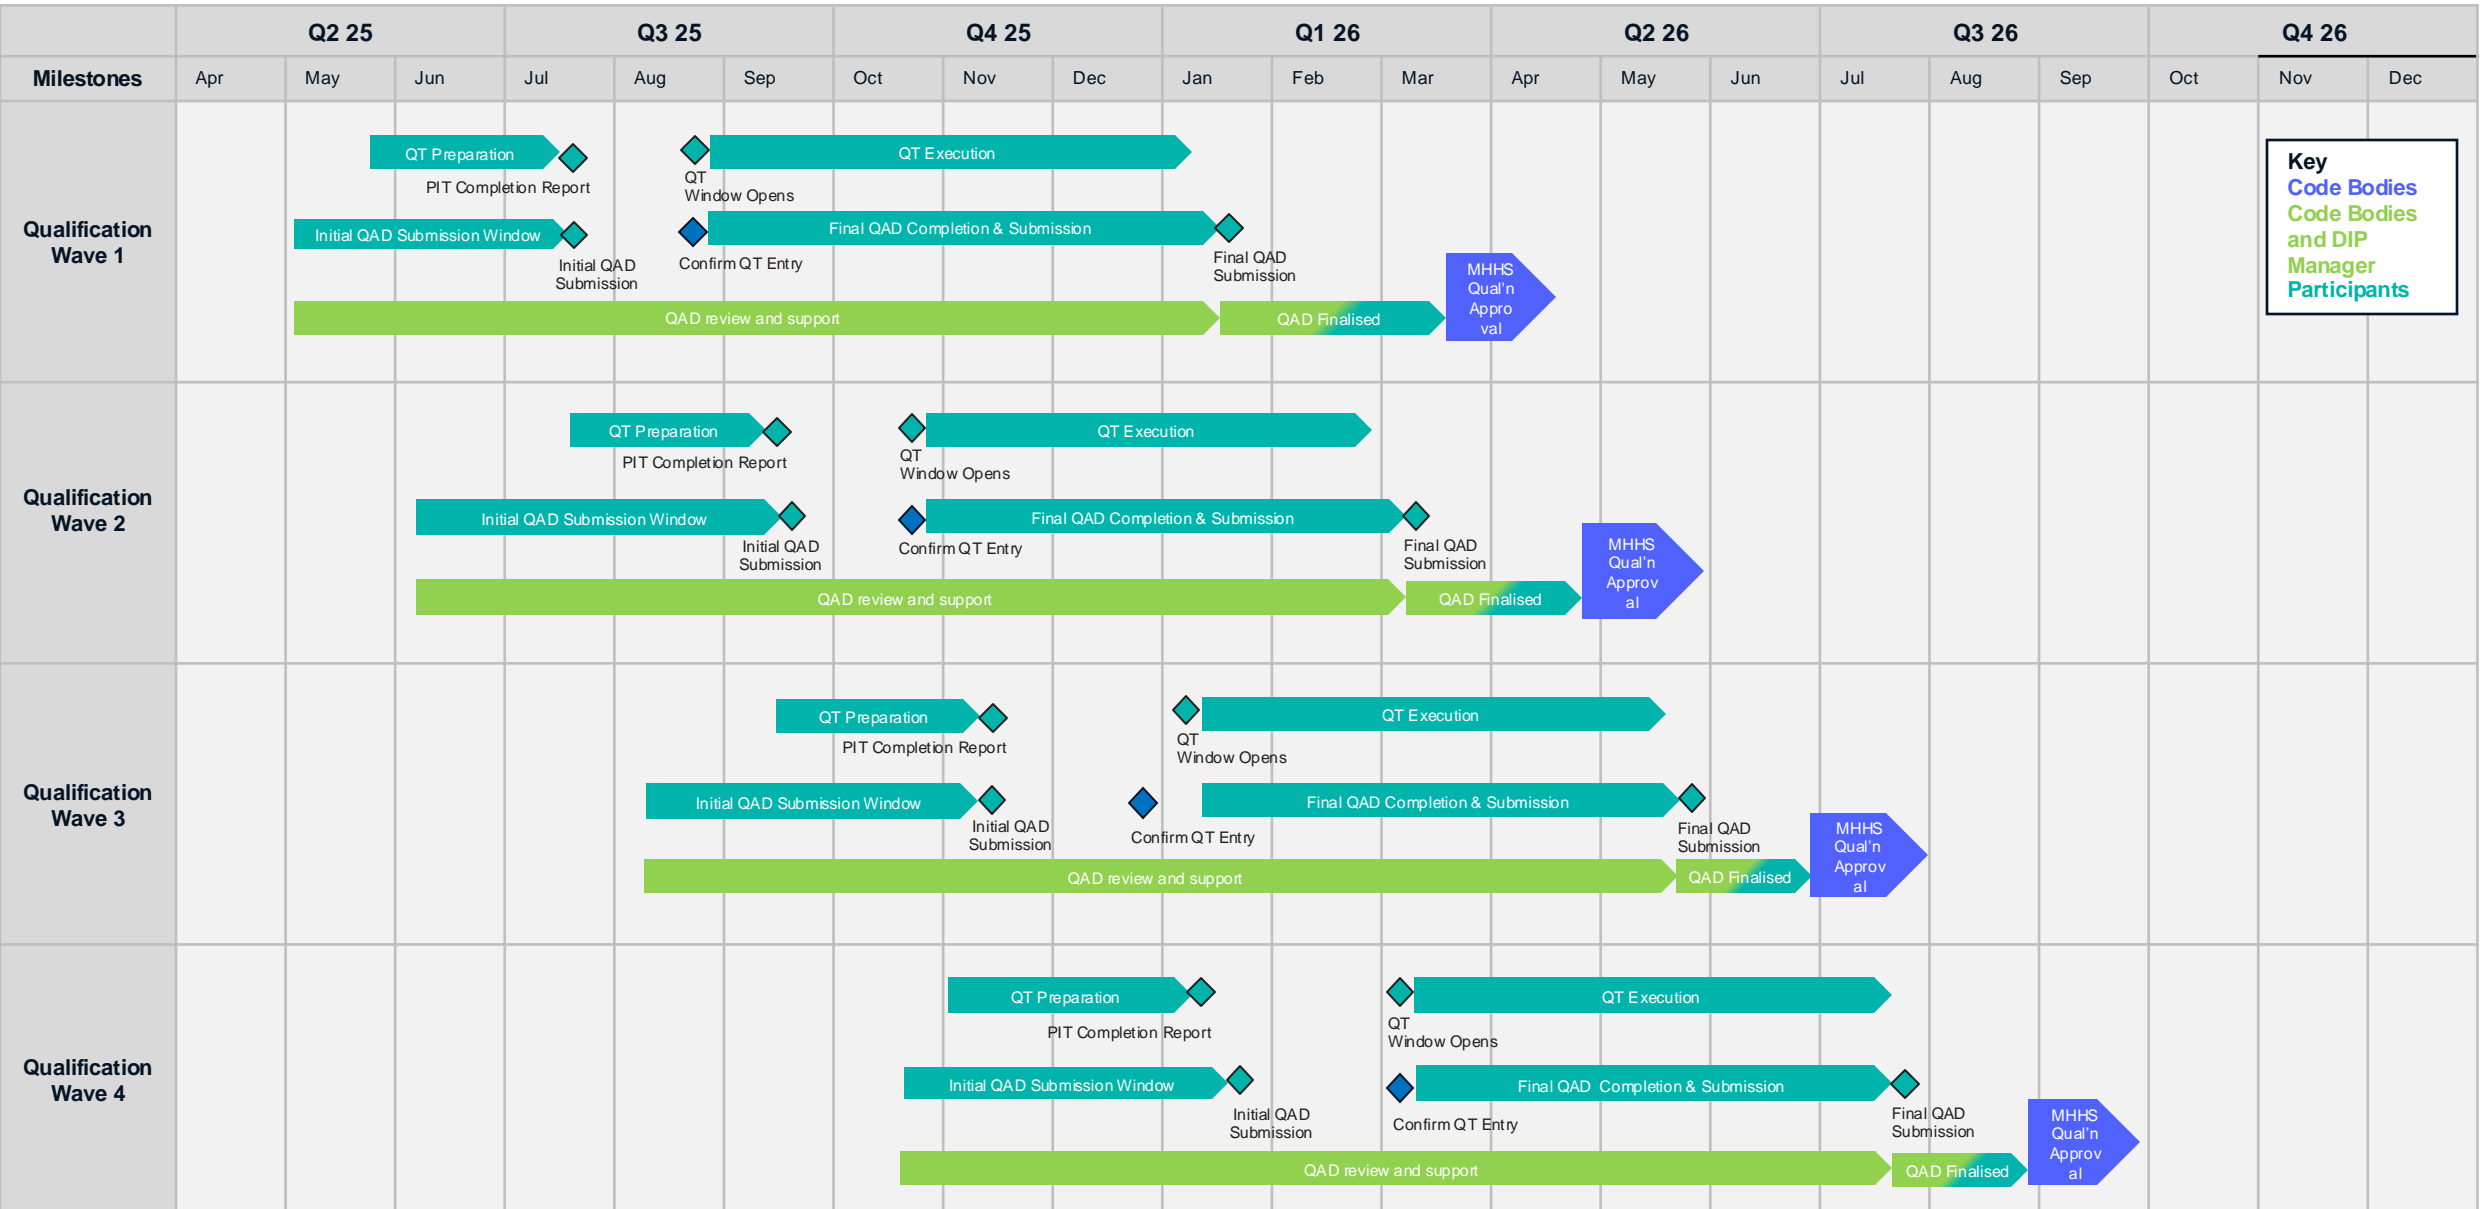 Q2 25 Q3 25 Q4 25 Q1 26 Q2 26 Q3 26 Q4 26
Milestones Apr May Jun Jul Aug Sep Oct Nov Dec Jan Feb Mar Apr May Jun Jul Aug Sep Oct Nov Dec
Key
Code Bodies
Code Bodies
and DIP
Manager
Participants
Qualification
Wave 1
QT Preparation
PIT Completion Report
QT
Window Opens
QT Execution
Initial QAD Submission Window
Initial QAD
Submission
Confirm QT Entry
Final QAD Completion & Submission
Final QAD
Submission
QAD review and support
QAD Finalised
MHHS
Qual'n
Appro
val
Qualification
Wave 2
QT Preparation
PIT Completion Report
QT
Window Opens
QT Execution
Initial QAD Submission Window
Initial QAD
Submission
Confirm QT Entry
Final QAD Completion & Submission
Final QAD
Submission
QAD review and support
QAD Finalised
MHHS
Qual'n
Approv
al
Qualification
Wave 3
QT Preparation
PIT Completion Report
QT
Window Opens
QT Execution
Initial QAD Submission Window
Initial QAD
Submission
Confirm QT Entry
Final QAD Completion & Submission
Final QAD
Submission
QAD review and support
QAD Finalised
MHHS
Qual'n
Approv
al
Qualification
Wave 4
QT Preparation
PIT Completion Report
QT
Window Opens
QT Execution
Initial QAD Submission Window
Initial QAD
Submission
Confirm QT Entry
Final QAD Completion & Submission
Final QAD
Submission
QAD review and support
QAD Finalised
MHHS
Qual'n
Approv
al